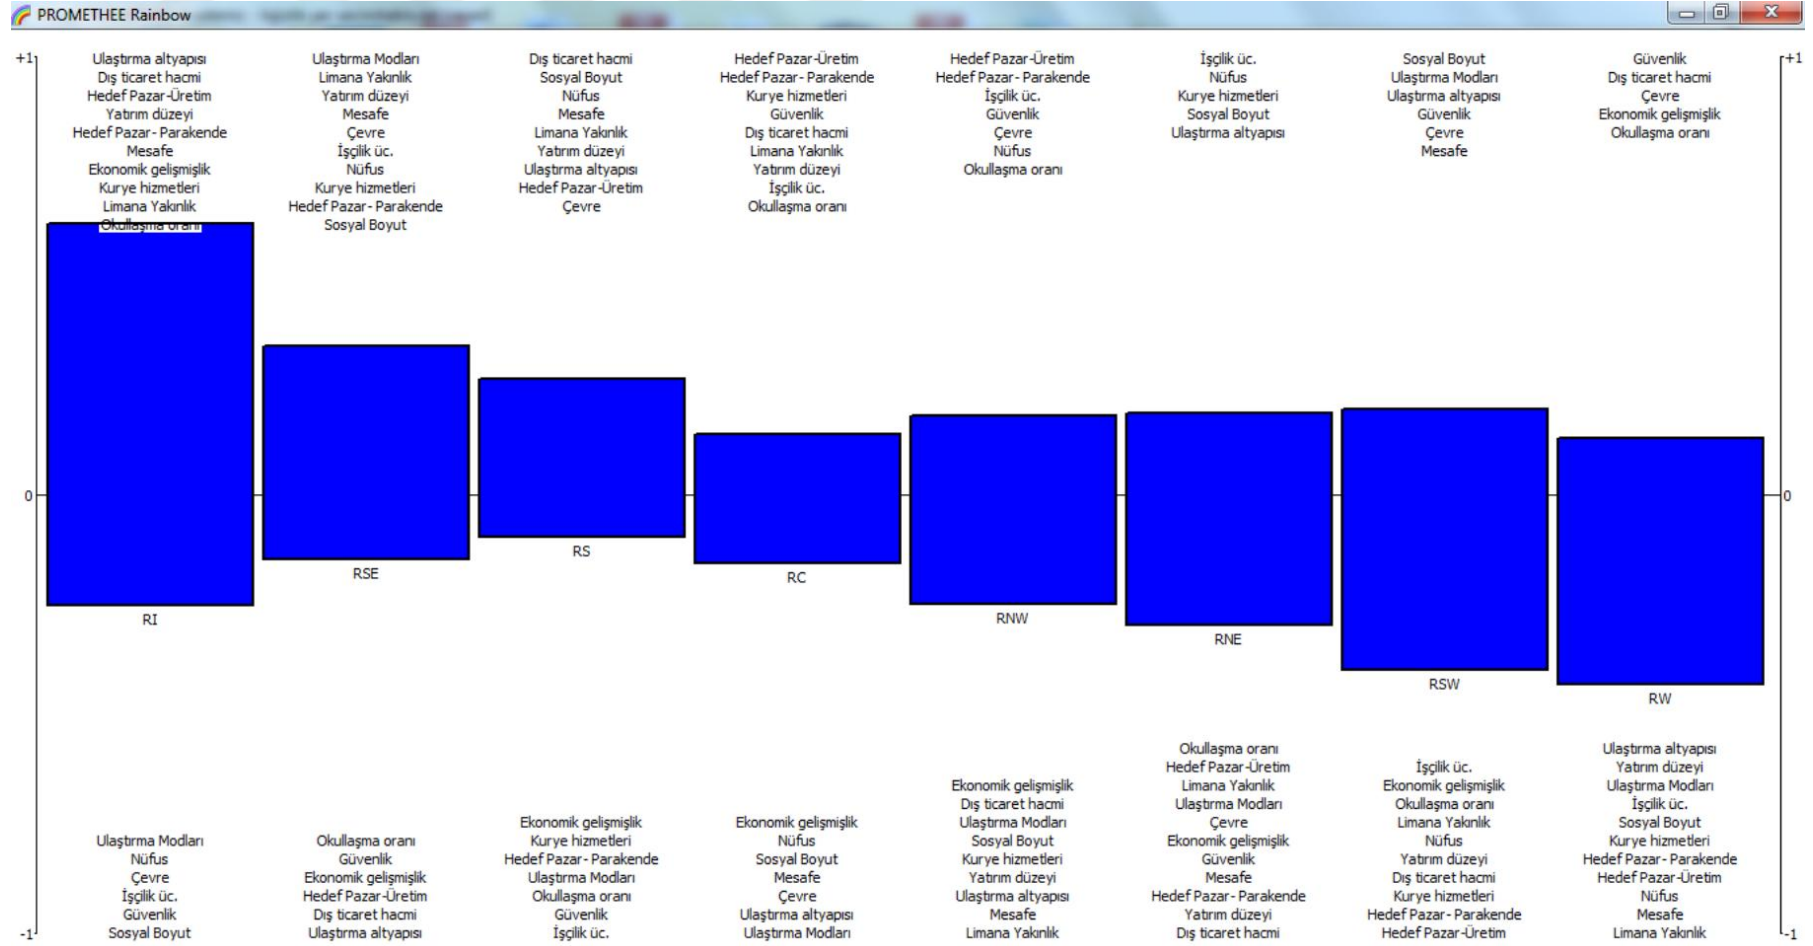 PROMETHEE Rainbow
+1
Ulaştırma altyapısı
Dış ticaret hacmi
Hedef Pazar-Üretim
Yatırım düzeyi
Hedef Pazar- Parakende
Mesafe
Ekonomik gelişmişlik
Kurye hizmetleri
Limana Yakınlık
Okullaşma oranı
Ulaştırma Modları
Limana Yakınlık
Yatırım düzeyi
Mesafe
Çevre
İşçilik üc.
Nüfus
Kurye hizmetleri
Hedef Pazar- Parakende
Sosyal Boyut
Dış ticaret hacmi
Sosyal Boyut
Nüfus
Mesafe
Limana Yakınlık
Yatırım düzeyi
Ulaştırma altyapısı
Hedef Pazar-Üretim
Çevre
Hedef Pazar-Üretim
Hedef Pazar- Parakende
Kurye hizmetleri
Güvenlik
Dış ticaret hacmi
Limana Yakınlık
Yatırım düzeyi
İşçilik üc.
Okullaşma oranı
Hedef Pazar-Üretim
Hedef Pazar- Parakende
İşçilik üc.
Güvenlik
Çevre
Nüfus
Okullaşma oranı
İşçilik üc.
Nüfus
Kurye hizmetleri
Sosyal Boyut
Ulaştırma altyapısı
Sosyal Boyut
Ulaştırma Modları
Ulaştırma altyapısı
Güvenlik
Çevre
Mesafe
Güvenlik
Dış ticaret hacmi
Çevre
Ekonomik gelişmişlik
Okullaşma oranı
+1
0
0
RI
RSE
RS
RC
RNW
RNE
RSW
RW
Ulaştırma Modları
Nüfus
Çevre
İşçilik üc.
Güvenlik
Sosyal Boyut
Okullaşma oranı
Güvenlik
Ekonomik gelişmişlik
Hedef Pazar-Üretim
Dış ticaret hacmi
Ulaştırma altyapısı
Ekonomik gelişmişlik
Kurye hizmetleri
Hedef Pazar- Parakende
Ulaştırma Modları
Okullaşma oranı
Güvenlik
İşçilik üc.
Ekonomik gelişmişlik
Nüfus
Sosyal Boyut
Mesafe
Çevre
Ulaştırma altyapısı
Ulaştırma Modları
Ekonomik gelişmişlik
Dış ticaret hacmi
Ulaştırma Modları
Sosyal Boyut
Kurye hizmetleri
Yatırım düzeyi
Ulaştırma altyapısı
Mesafe
Limana Yakınlık
Okullaşma oranı
Hedef Pazar-Üretim
Limana Yakınlık
Ulaştırma Modları
Çevre
Ekonomik gelişmişlik
Güvenlik
Mesafe
Hedef Pazar- Parakende
Yatırım düzeyi
Dış ticaret hacmi
İşçilik üc.
Ekonomik gelişmişlik
Okullaşma oranı
Limana Yakınlık
Nüfus
Yatırım düzeyi
Dış ticaret hacmi
Kurye hizmetleri
Hedef Pazar- Parakende
Hedef Pazar-Üretim
Ulaştırma altyapısı
Yatırım düzeyi
Ulaştırma Modları
İşçilik üc.
Sosyal Boyut
Kurye hizmetleri
Hedef Pazar- Parakende
Hedef Pazar-Üretim
Nüfus
Mesafe
Limana Yakınlık
-1
-1